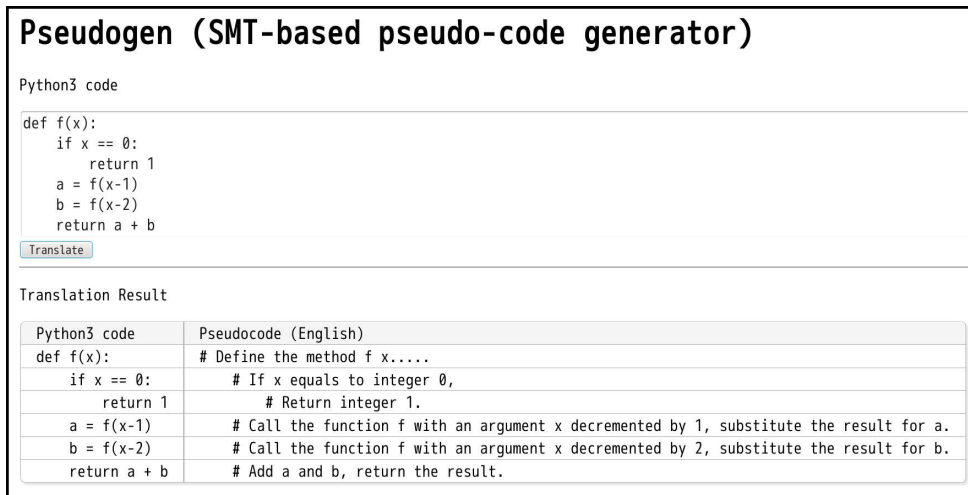 Pseudogen (SMT-based pseudo-code generator)
Python3 code
def f(x):
    if x == 0:
        return 1
    a = f(x-1)
    b = f(x-2)
    return a + b
Translate
Translation Result
Python3 code Pseudocode (English)
def f(x): # Define the method f x.....
    if x == 0: # If x equals to integer 0,
        return 1 # Return integer 1.
    a = f(x-1) # Call the function f with an argument x decremented by 1, substitute the result for a.
    b = f(x-2) # Call the function f with an argument x decremented by 2, substitute the result for b.
    return a + b # Add a and b, return the result.